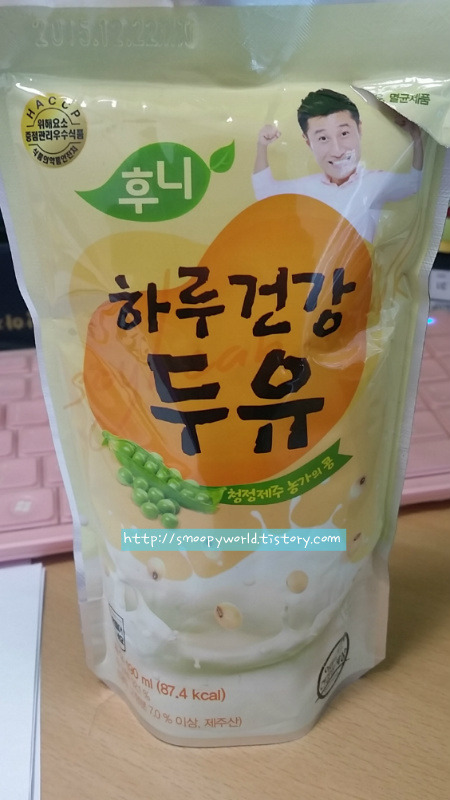 HACCP
위해요소
중점관리우수식품
식품의약품안전처
멸균제품
후니
하루건강
두유
청정제주 농가의 콩
http://smoopyworld.tistory.com
ml (87.4 kcal)
7.0 % 이상, 제주산)